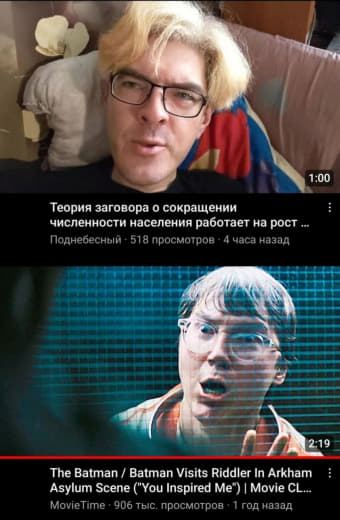 1:00
Теория заговора о сокращении
численности населения работает на рост ...
Поднебесный · 518 просмотров · 4 часа назад
2:19
The Batman / Batman Visits Riddler In Arkham
Asylum Scene ("You Inspired Me") | Movie CL...
MovieTime · 906 тыс. просмотров · 1 год назад